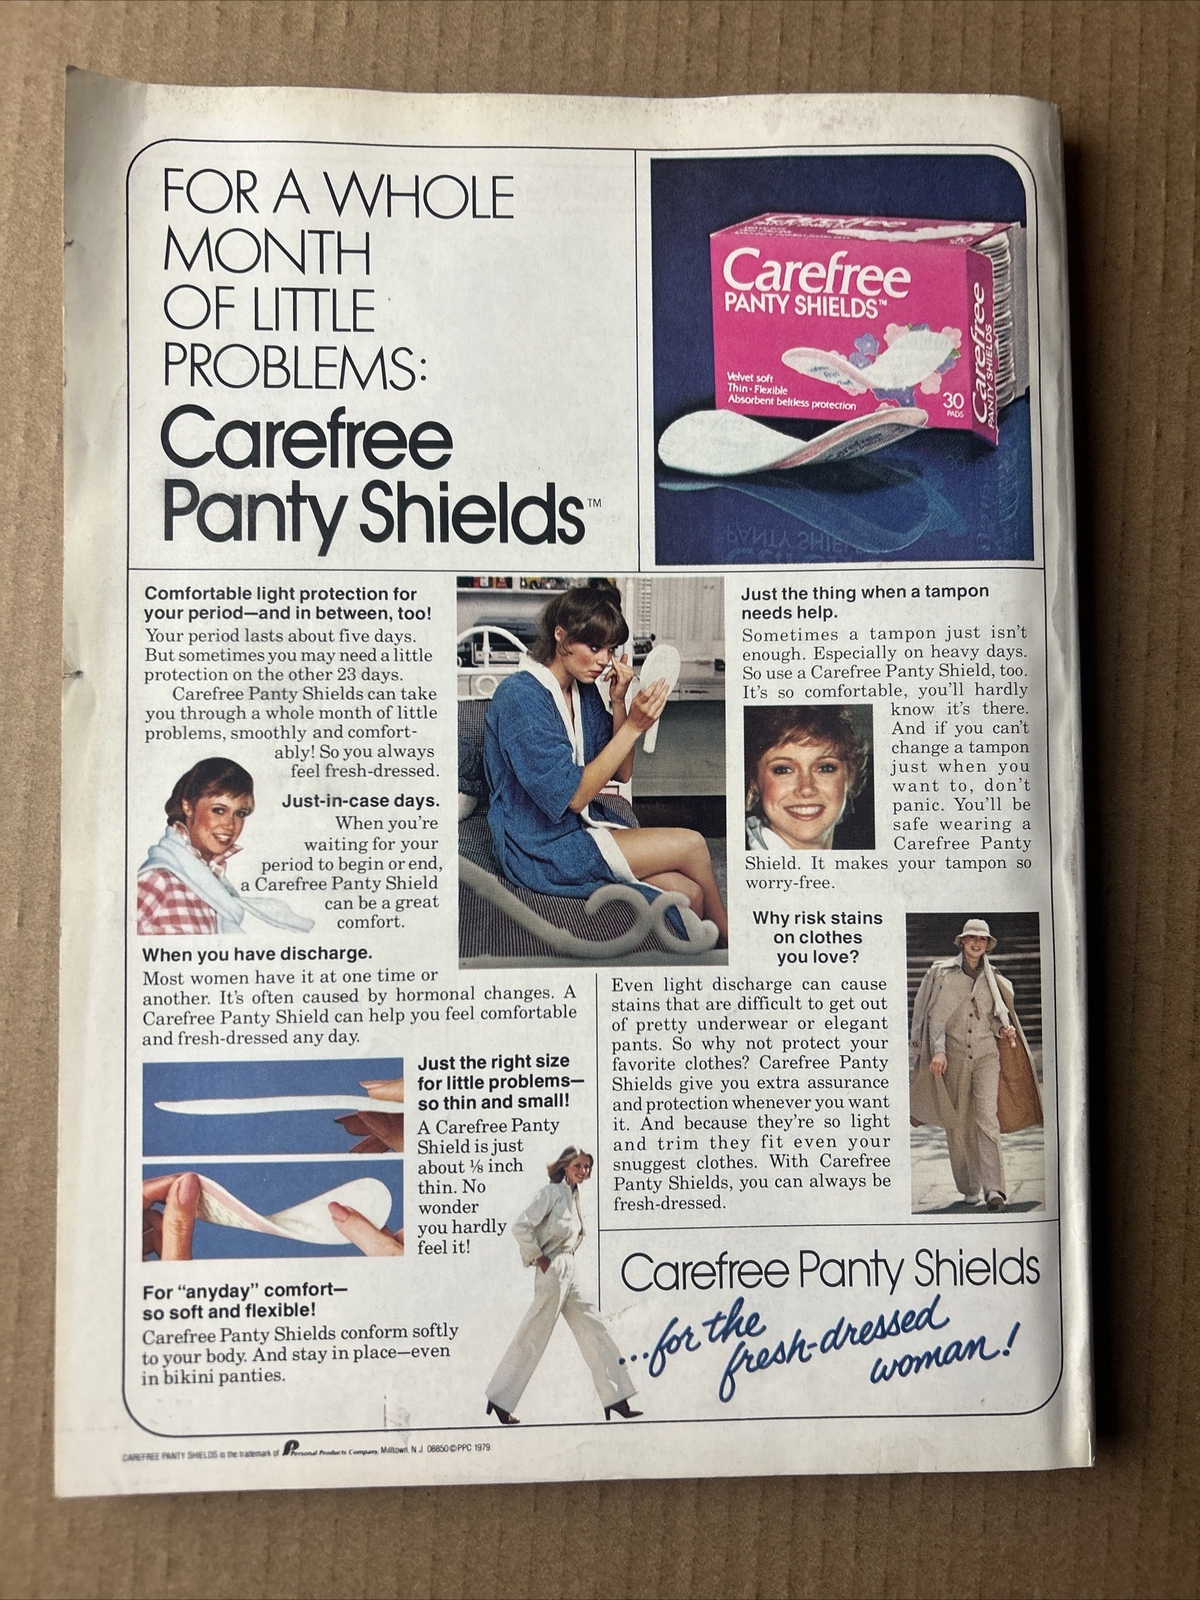 FOR A WHOLE
MONTH
OF LITTLE
PROBLEMS:
Carefree
Panty Shields™
Carefree
PANTY SHIELDS™
Velvet soft
Thin • Flexible
Absorbent beltless protection
30
PADS
Carefree
PANTY SHIELDS
Comfortable light protection for
your period—and in between, too!
Your period lasts about five days.
But sometimes you may need a little
protection on the other 23 days.
Carefree Panty Shields can take
you through a whole month of little
problems, smoothly and comfort-
ably! So you always
feel fresh-dressed.
Just-in-case days.
When you're
waiting for your
period to begin or end,
a Carefree Panty Shield
can be a great
comfort.
When you have discharge.
Most women have it at one time or
another. It's often caused by hormonal changes. A
Carefree Panty Shield can help you feel comfortable
and fresh-dressed any day.
Just the right size
for little problems—
so thin and small!
A Carefree Panty
Shield is just
about ⅛ inch
thin. No
wonder
you hardly
feel it!
For “anyday” comfort—
so soft and flexible!
Carefree Panty Shields conform softly
to your body. And stay in place—even
in bikini panties.
Just the thing when a tampon
needs help.
Sometimes a tampon just isn't
enough. Especially on heavy days.
So use a Carefree Panty Shield, too.
It's so comfortable, you'll hardly
know it's there.
And if you can't
change a tampon
just when you
want to, don't
panic. You'll be
safe wearing a
Carefree Panty
Shield. It makes your tampon so
worry-free.
Why risk stains
on clothes
you love?
Even light discharge can cause
stains that are difficult to get out
of pretty underwear or elegant
pants. So why not protect your
favorite clothes? Carefree Panty
Shields give you extra assurance
and protection whenever you want
it. And because they're so light
and trim they fit even your
snuggest clothes. With Carefree
Panty Shields, you can always be
fresh-dressed.
Carefree Panty Shields
...for the
fresh-dressed
woman!
CAREFREE PANTY SHIELDS is the trademark of Personal Products Company, Milltown, N.J. 08850 © PPC 1979